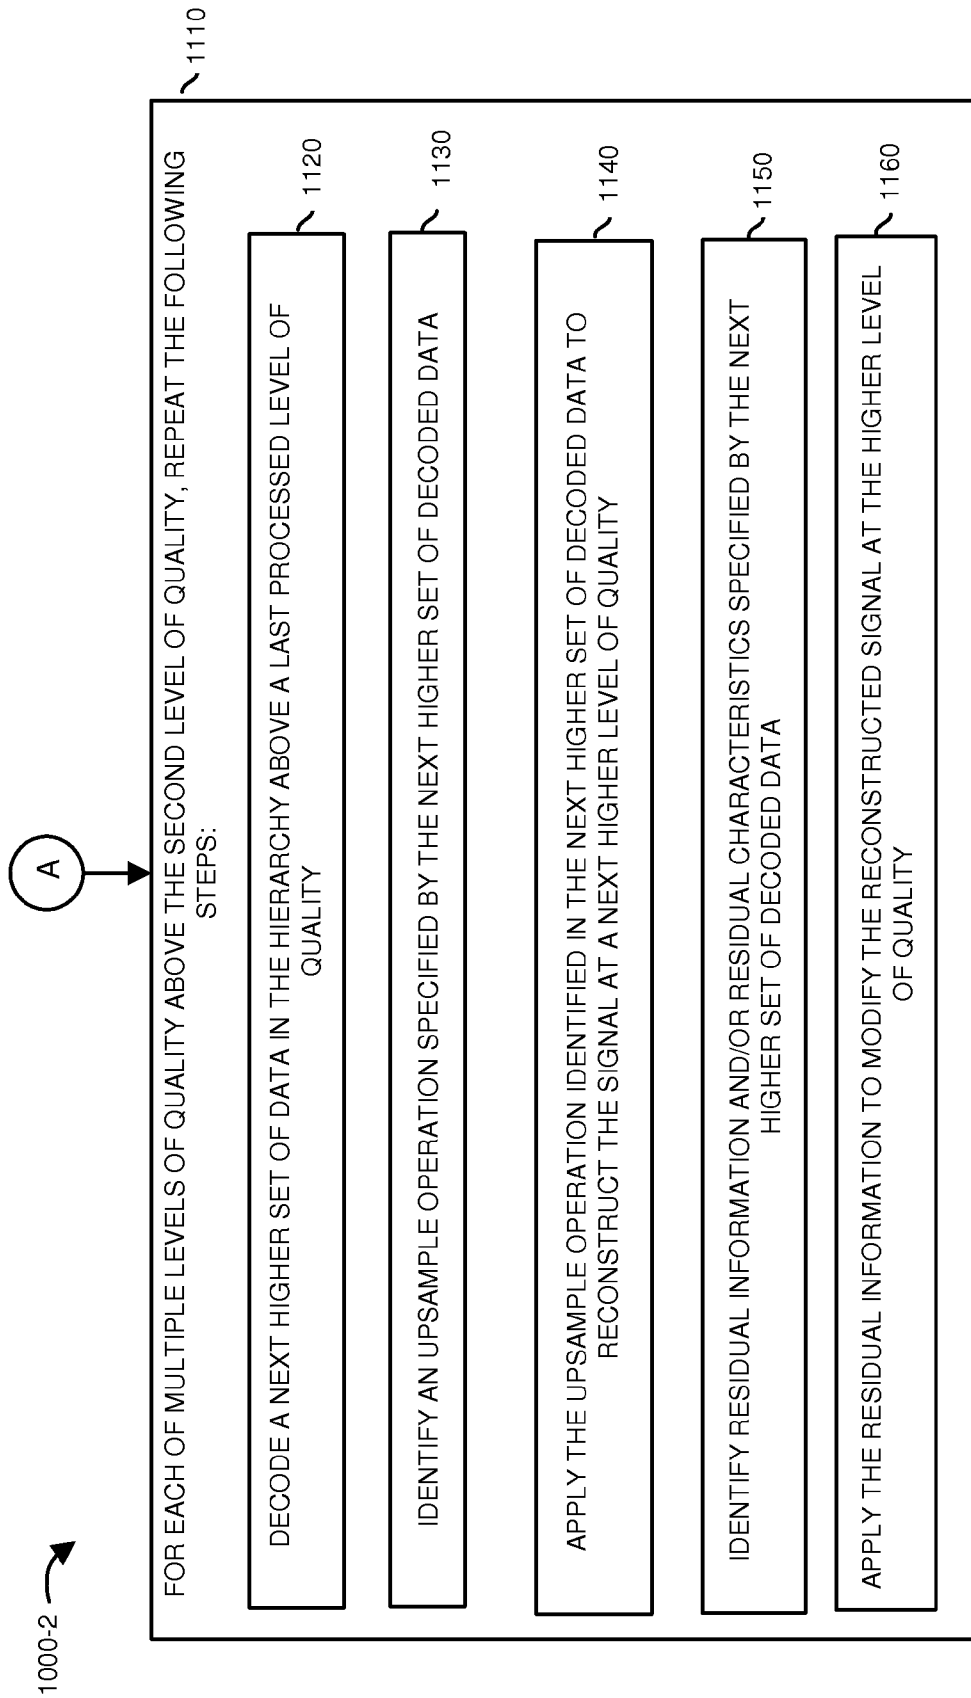 1000-2
A
FOR EACH OF MULTIPLE LEVELS OF QUALITY ABOVE THE SECOND LEVEL OF QUALITY, REPEAT THE FOLLOWING
STEPS:
1110
DECODE A NEXT HIGHER SET OF DATA IN THE HIERARCHY ABOVE A LAST PROCESSED LEVEL OF
QUALITY
1120
IDENTIFY AN UPSAMPLE OPERATION SPECIFIED BY THE NEXT HIGHER SET OF DECODED DATA
1130
APPLY THE UPSAMPLE OPERATION IDENTIFIED IN THE NEXT HIGHER SET OF DECODED DATA TO
RECONSTRUCT THE SIGNAL AT A NEXT HIGHER LEVEL OF QUALITY
1140
IDENTIFY RESIDUAL INFORMATION AND/OR RESIDUAL CHARACTERISTICS SPECIFIED BY THE NEXT
HIGHER SET OF DECODED DATA
1150
APPLY THE RESIDUAL INFORMATION TO MODIFY THE RECONSTRUCTED SIGNAL AT THE HIGHER LEVEL
OF QUALITY
1160